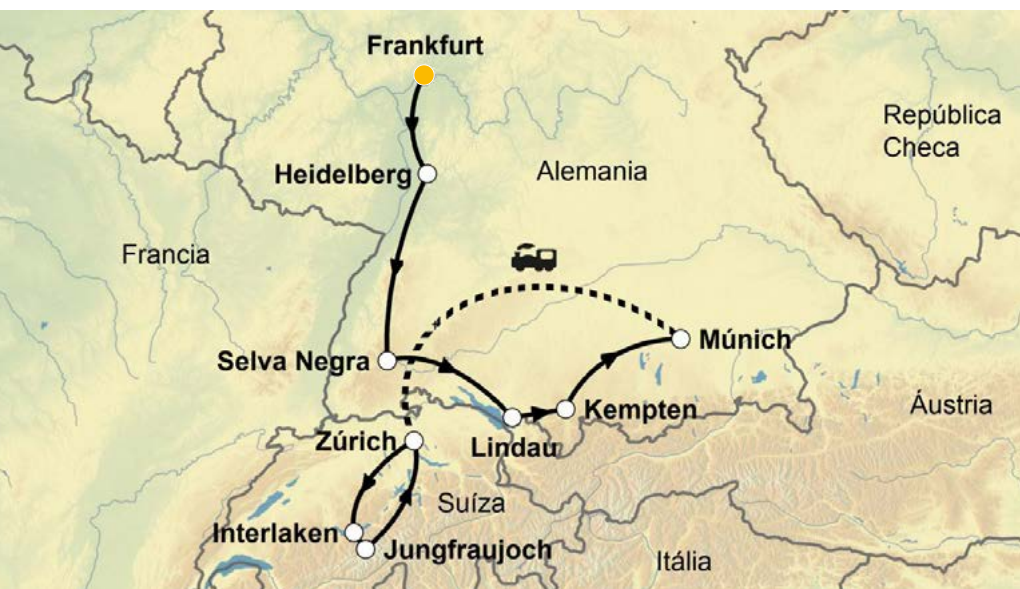 Frankfurt
República
Checa
Heidelberg
Alemania
Francia
Múnich
Selva Negra
Kempten
Áustria
Zúrich
Lindau
Suíza
Interlaken
Jungfraujoch
Itália